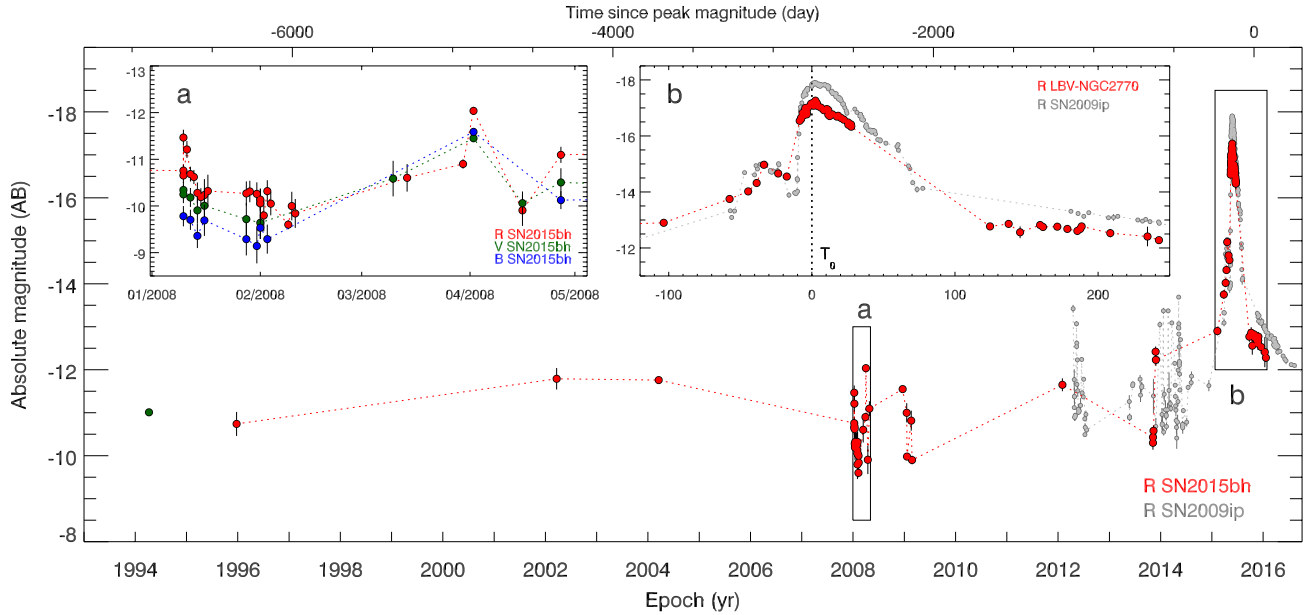 Time since peak magnitude (day)
-6000 -4000 -2000 0
Absolute magnitude (AB)
-18
-16
-14
-12
-10
-8
-13
-12
-11
-10
-9
a
R SN2015bh
V SN2015bh
B SN2015bh
01/2008 02/2008 03/2008 04/2008 05/2008
-18
-16
-14
-12
b
R LBV-NGC2770
R SN2009ip
T0
-100 0 100 200
a
b
R SN2015bh
R SN2009ip
1994 1996 1998 2000 2002 2004 2006 2008 2009 2010 2012 2014 2016
Epoch (yr)